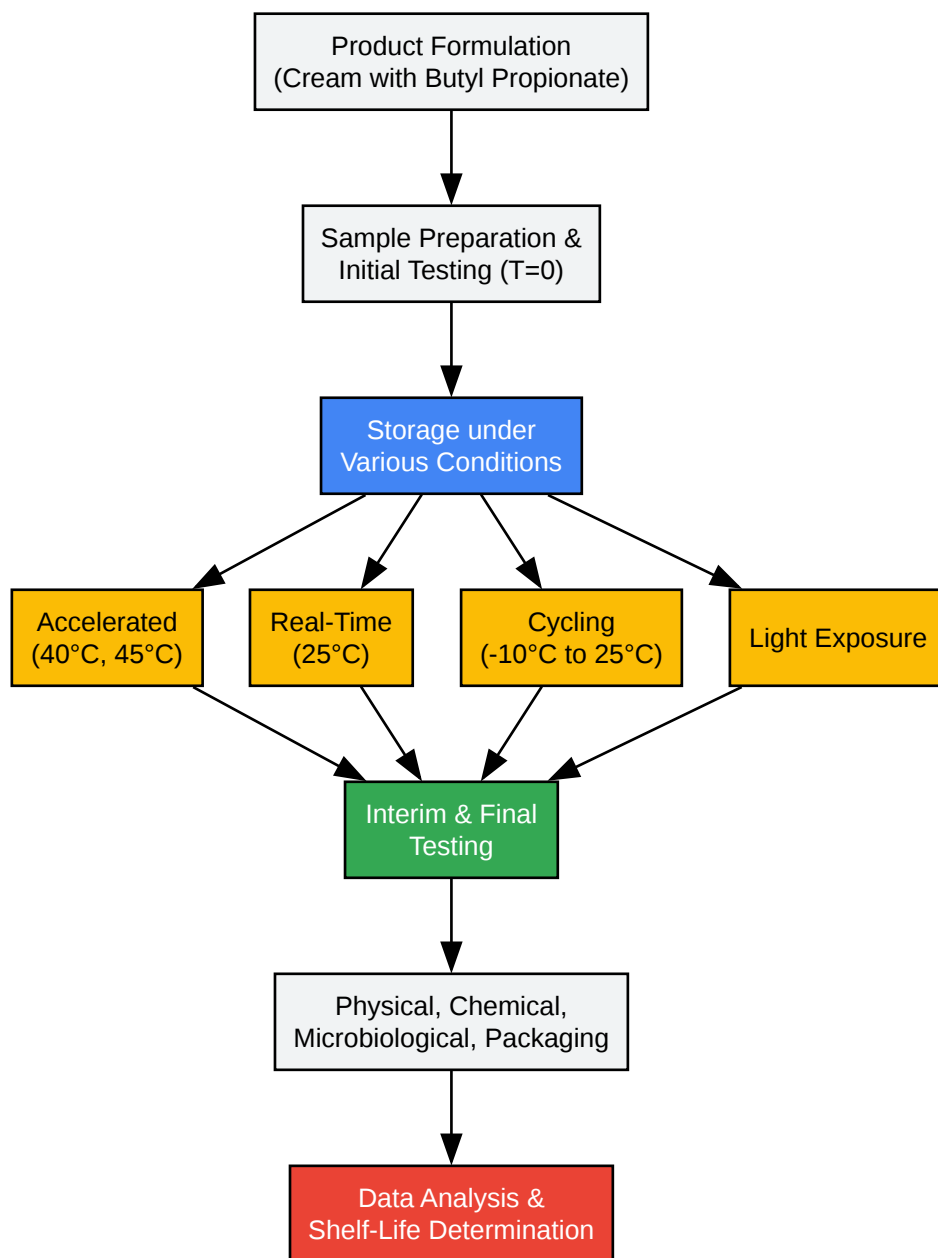 Product Formulation
(Cream with Butyl Propionate)
Sample Preparation &
Initial Testing (T=0)
Storage under
Various Conditions
Accelerated
(40°C, 45°C)
Real-Time
(25°C)
Cycling
(-10°C to 25°C)
Light Exposure
Interim & Final
Testing
Physical, Chemical,
Microbiological, Packaging
Data Analysis &
Shelf-Life Determination